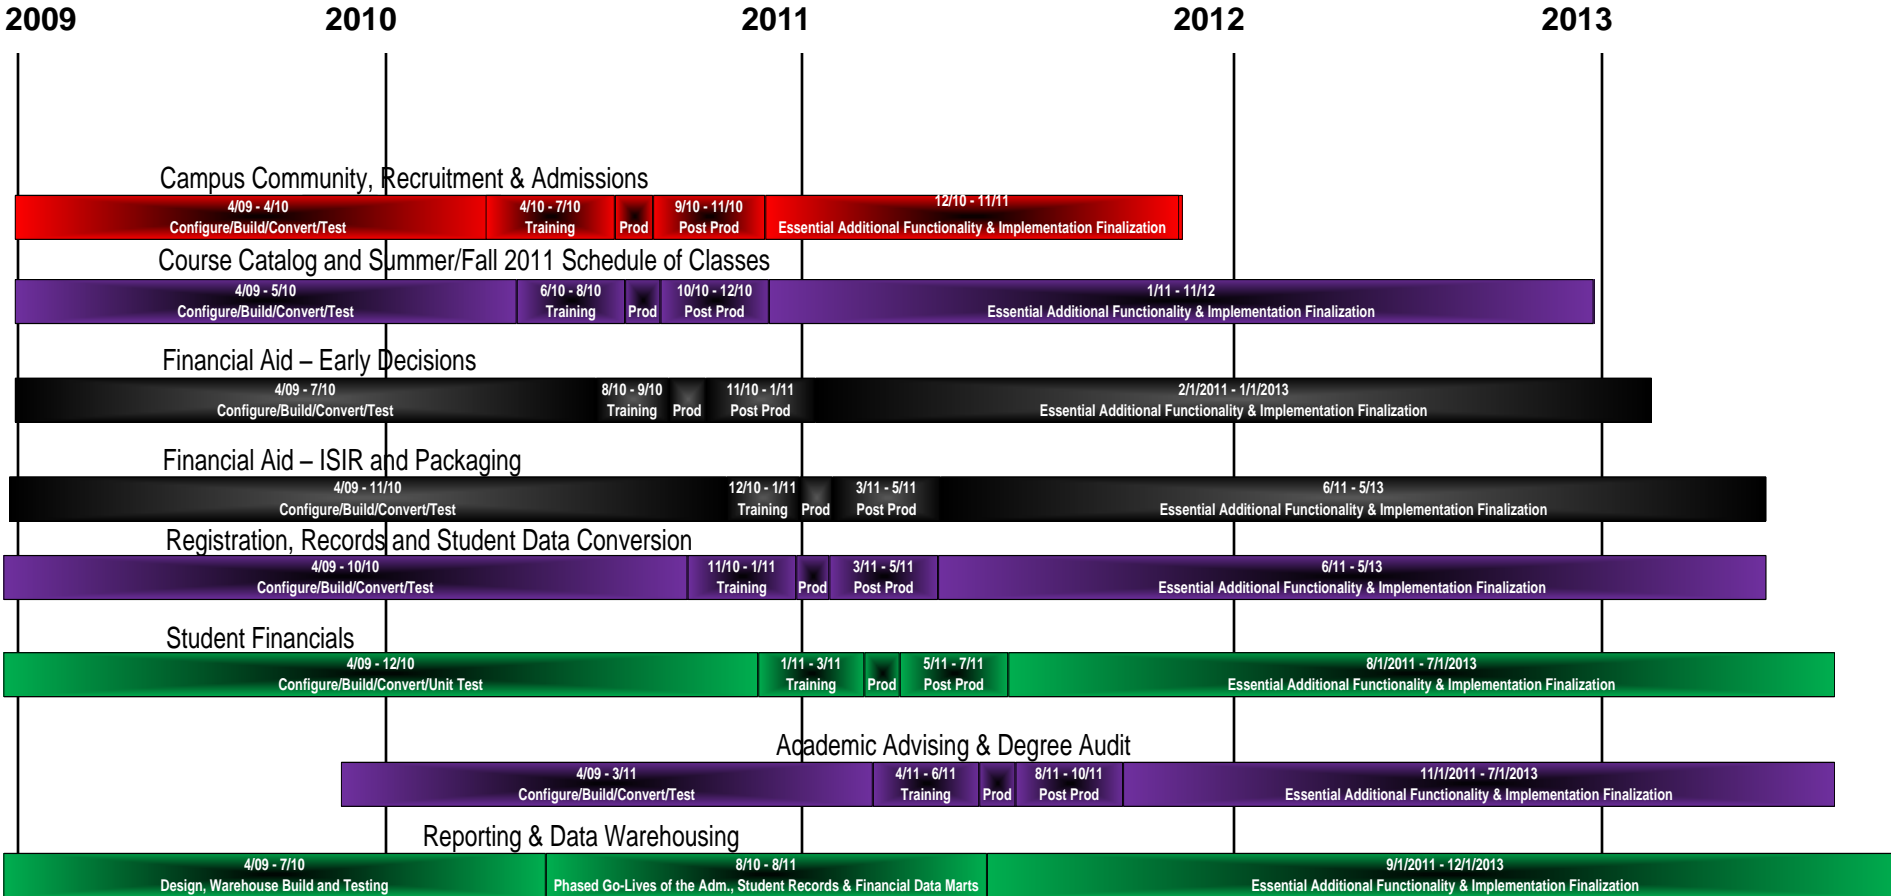 2009 2010 2011 2012 2013
Campus Community, Recruitment & Admissions
4/09 - 4/10 4/10 - 7/10 9/10 - 11/10 12/10 - 11/11
Configure/Build/Convert/Test Training Prod Post Prod Essential Additional Functionality & Implementation Finalization
Course Catalog and Summer/Fall 2011 Schedule of Classes
4/09 - 5/10 6/10 - 8/10 10/10 - 12/10 1/11 - 11/12
Configure/Build/Convert/Test Training Prod Post Prod Essential Additional Functionality & Implementation Finalization
Financial Aid – Early Decisions
4/09 - 7/10 8/10 - 9/10 11/10 - 1/11 2/1/2011 - 1/1/2013
Configure/Build/Convert/Test Training Prod Post Prod Essential Additional Functionality & Implementation Finalization
Financial Aid – ISIR and Packaging
4/09 - 11/10 12/10 - 1/11 3/11 - 5/11 6/11 - 5/13
Configure/Build/Convert/Test Training Prod Post Prod Essential Additional Functionality & Implementation Finalization
Registration, Records and Student Data Conversion
4/09 - 10/10 11/10 - 1/11 3/11 - 5/11 6/11 - 5/13
Configure/Build/Convert/Test Training Prod Post Prod Essential Additional Functionality & Implementation Finalization
Student Financials
4/09 - 12/10 1/11 - 3/11 5/11 - 7/11 8/1/2011 - 7/1/2013
Configure/Build/Convert/Unit Test Training Prod Post Prod Essential Additional Functionality & Implementation Finalization
Academic Advising & Degree Audit
4/09 - 3/11 4/11 - 6/11 8/11 - 10/11 11/1/2011 - 7/1/2013
Configure/Build/Convert/Test Training Prod Post Prod Essential Additional Functionality & Implementation Finalization
Reporting & Data Warehousing
4/09 - 7/10 8/10 - 8/11 9/1/2011 - 12/1/2013
Design, Warehouse Build and Testing Phased Go-Lives of the Adm., Student Records & Financial Data Marts Essential Additional Functionality & Implementation Finalization